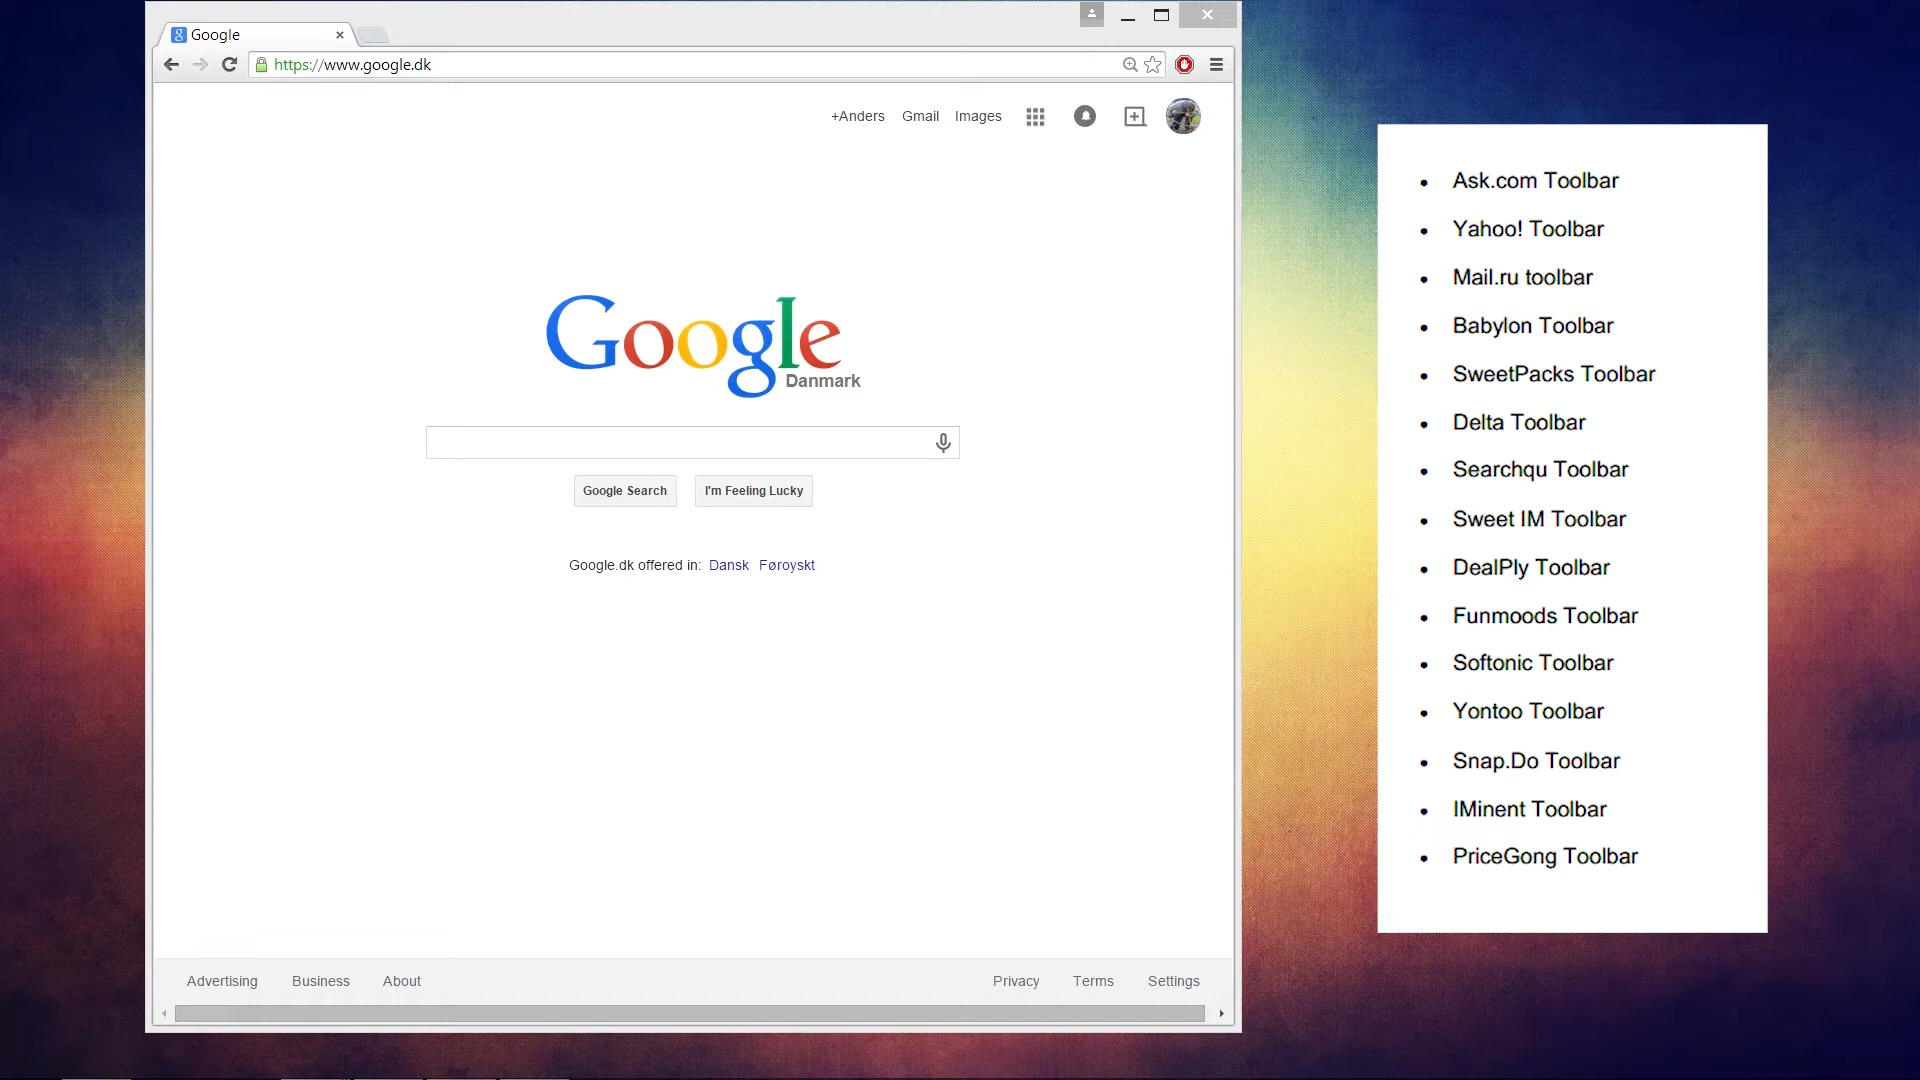 Google
https://www.google.dk
+Anders Gmail Images
Google
Danmark
Google Search I'm Feeling Lucky
Google.dk offered in: Dansk Føroyskt
Advertising Business About Privacy Terms Settings
• Ask.com Toolbar
• Yahoo! Toolbar
• Mail.ru toolbar
• Babylon Toolbar
• SweetPacks Toolbar
• Delta Toolbar
• Searchqu Toolbar
• Sweet IM Toolbar
• DealPly Toolbar
• Funmoods Toolbar
• Softonic Toolbar
• Yontoo Toolbar
• Snap.Do Toolbar
• IMinent Toolbar
• PriceGong Toolbar